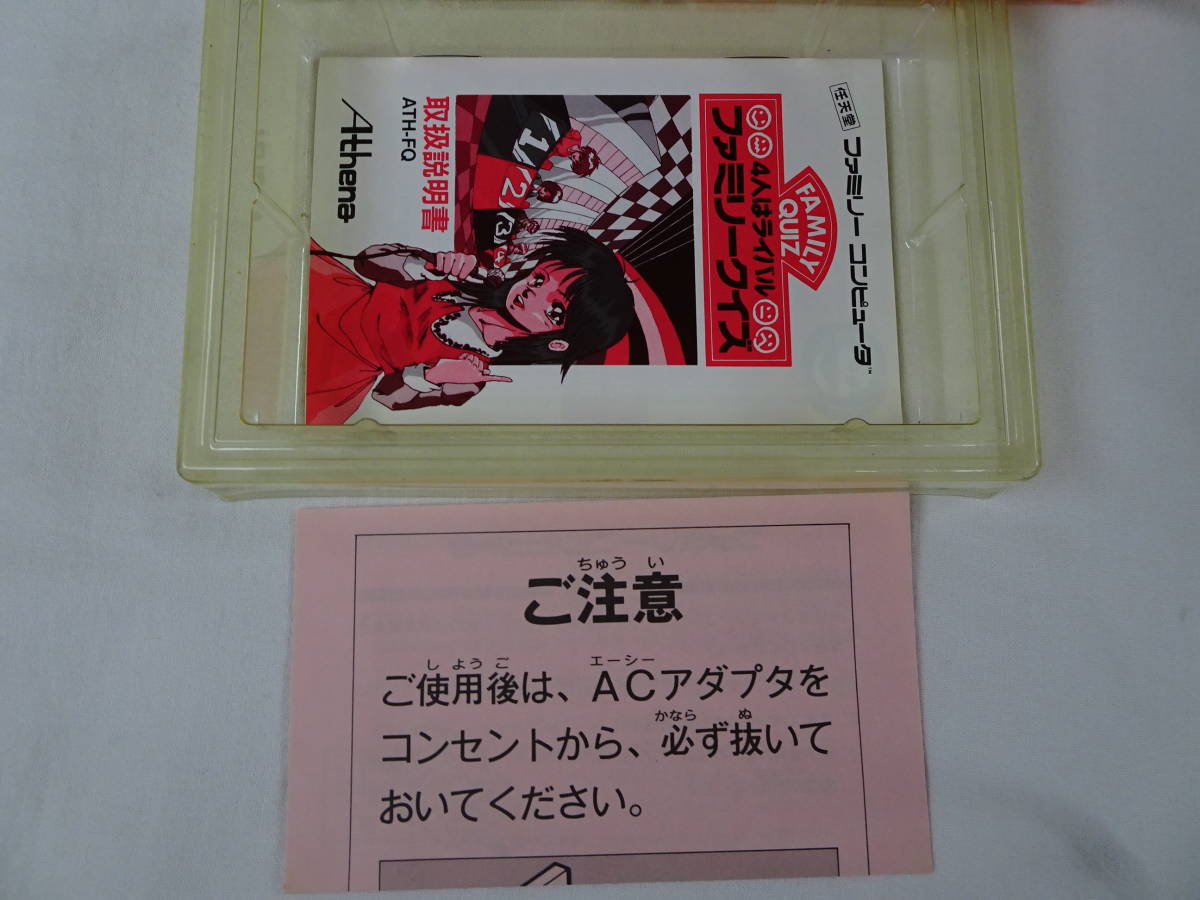 任天堂 ファミリー コンピュータ™
FAMILY
QUIZ
4人はライバル
ファミリークイズ
1/2/3/4
取扱説明書
ATH-FQ
Athena
ちゅう い
ご注意
し よう ご エーシー
ご使用後は、ACアダプタを
かなら ぬ
コンセントから、必ず抜いて
おいてください。